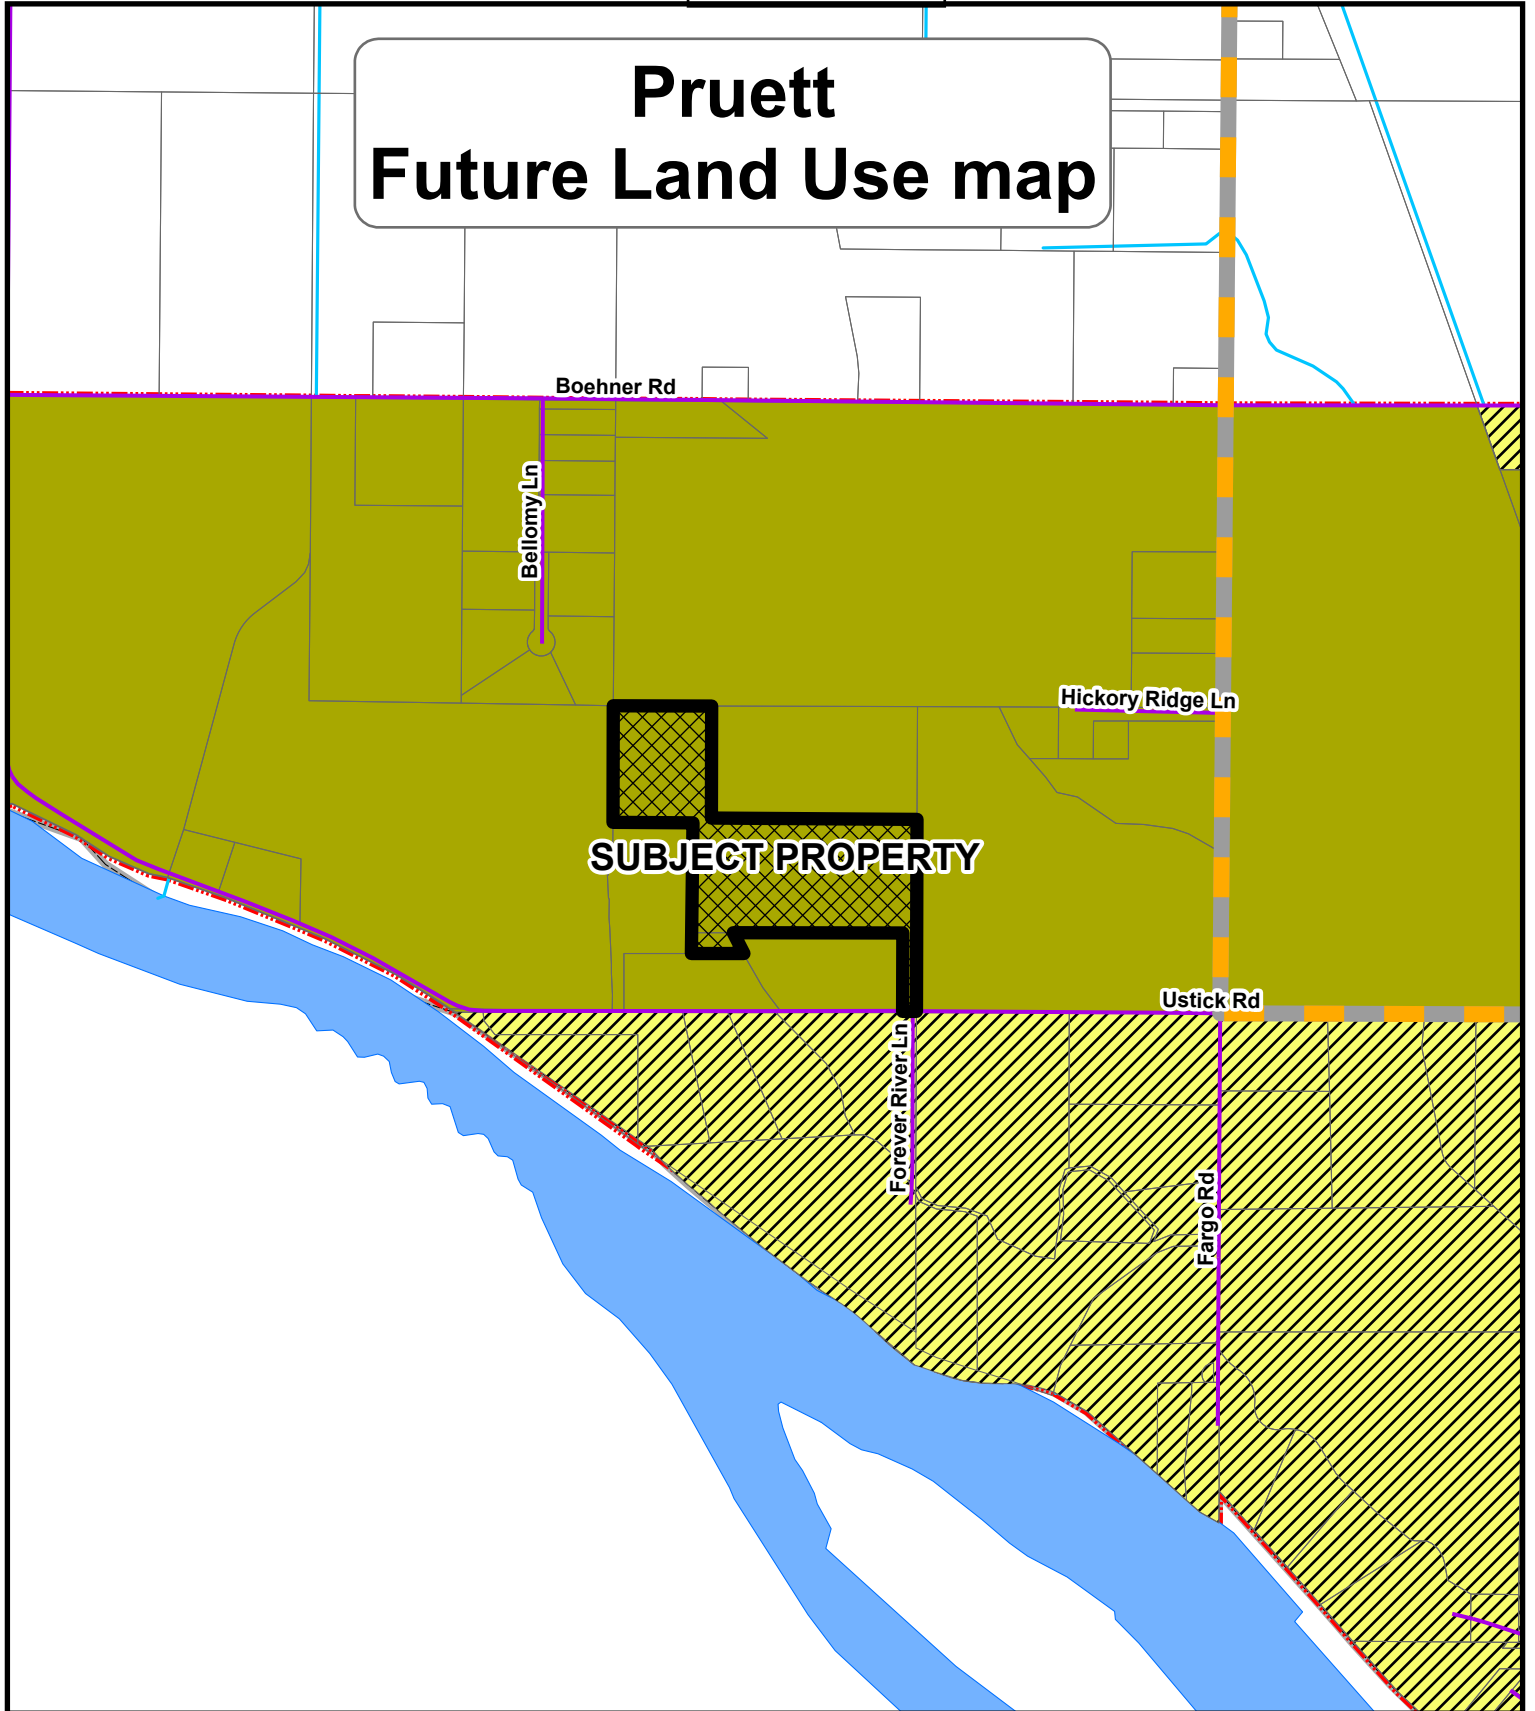 Pruett
Future Land Use map
Boehner Rd
Bellomy Ln
Hickory Ridge Ln
SUBJECT PROPERTY
Ustick Rd
Forever River Ln
Fargo Rd